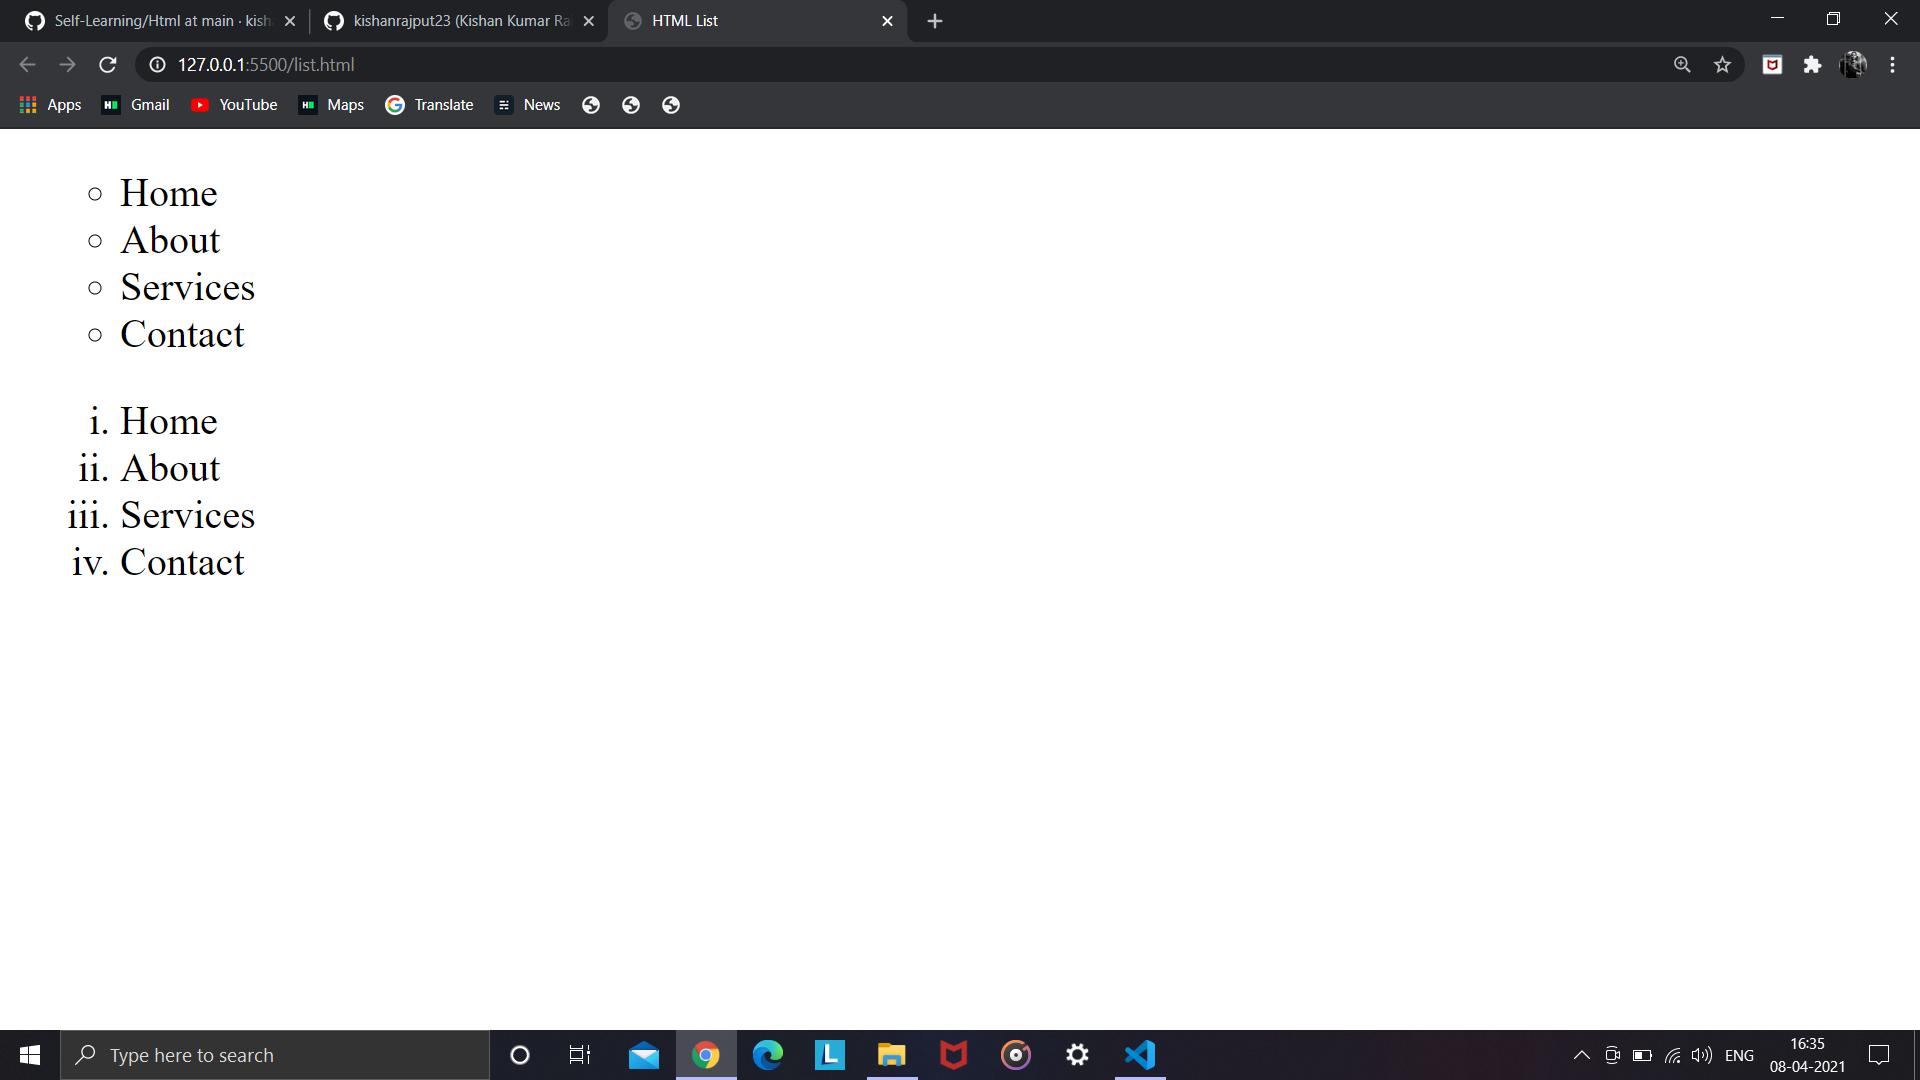 Self-Learning/Html at main · kish
kishanrajput23 (Kishan Kumar Ra
HTML List
127.0.0.1:5500/list.html
Apps
Gmail
YouTube
Maps
Translate
News
Home
About
Services
Contact
i. Home
ii. About
iii. Services
iv. Contact
Type here to search
ENG
16:35
08-04-2021